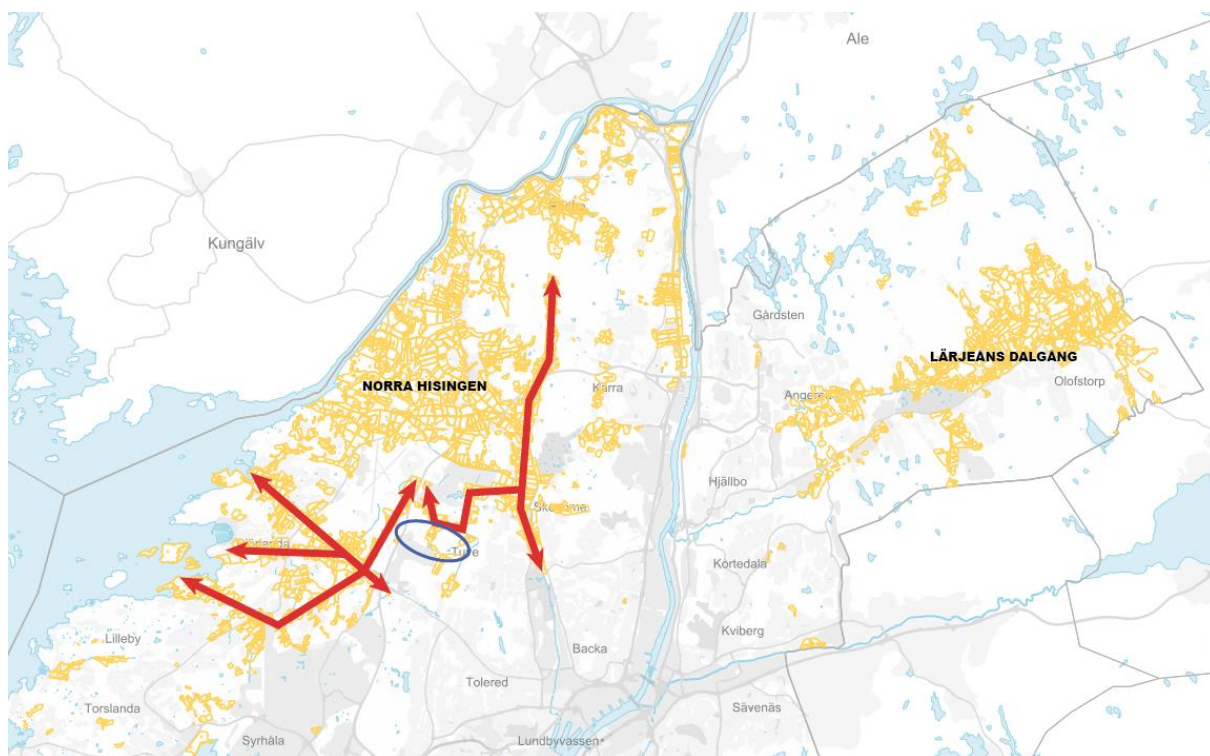 Ale
Kungälv
Gårdsten
LÄRJEÅNS DALGÅNG
NORRA HISINGEN
Kärra
Olofstorp
Angered
Hjällbo
Tuve
Kortedala
Lilleby
Kviberg
Backa
Tolered
Torslanda
Sävenäs
Syrhåla
Lundbyvassen